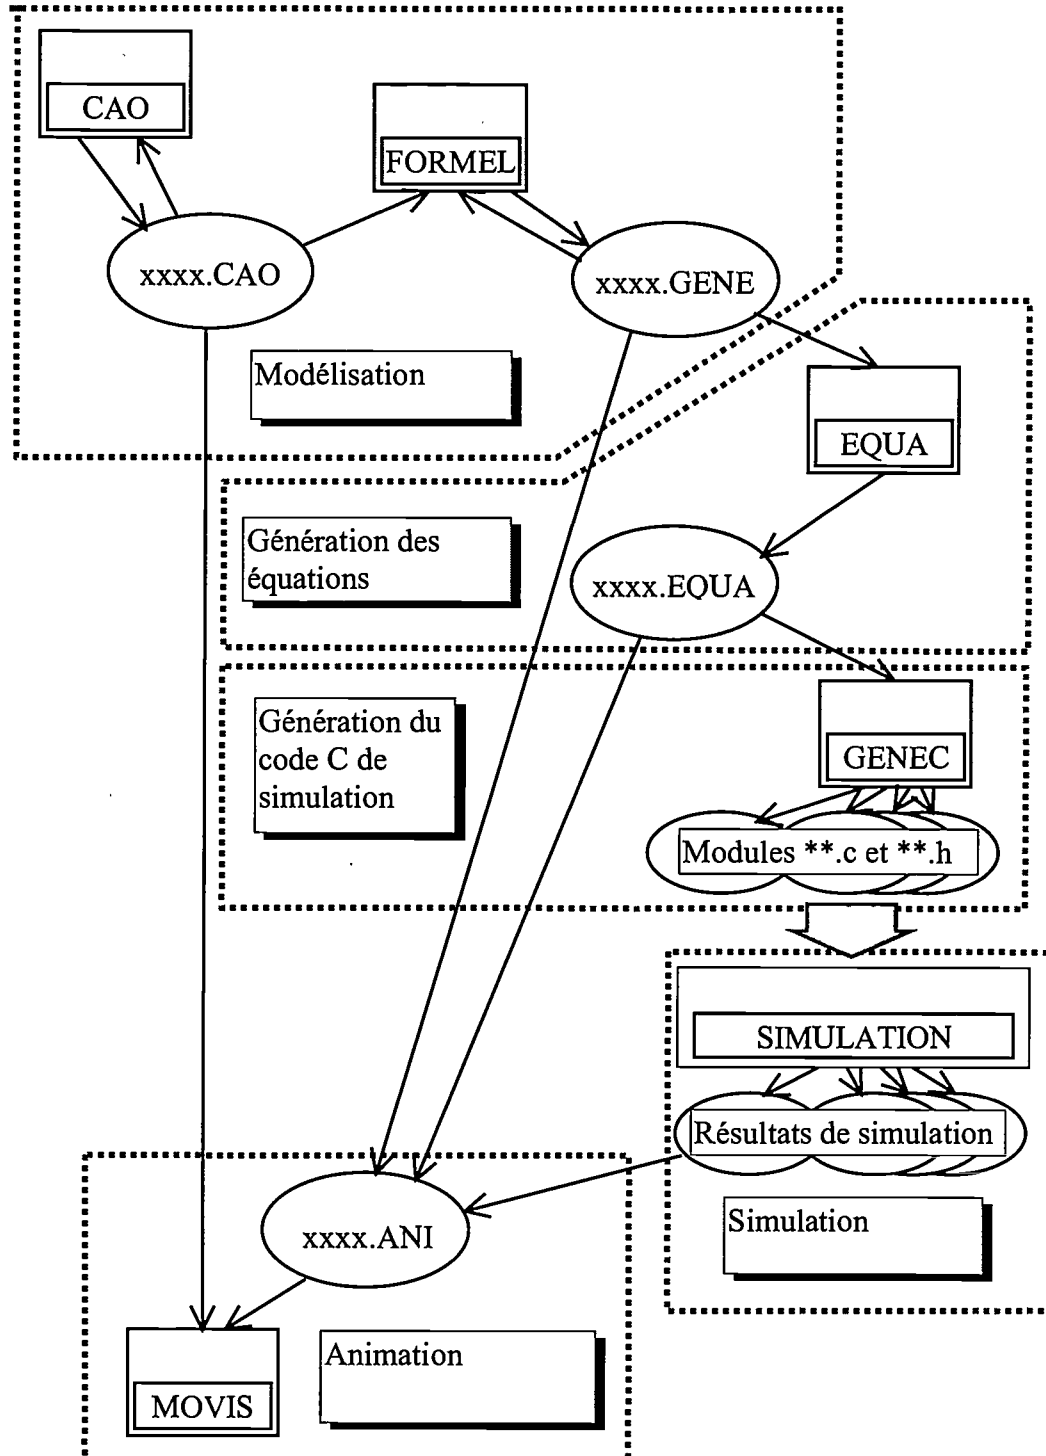 CAO
FORMEL
xxxx.CAO
xxxx.GENE
Modélisation
EQUA
Génération des
équations
xxxx.EQUA
Génération du
code C de
simulation
GENEC
Modules **.c et **.h
SIMULATION
Résultats de simulation
Simulation
xxxx.ANI
Animation
MOVIS